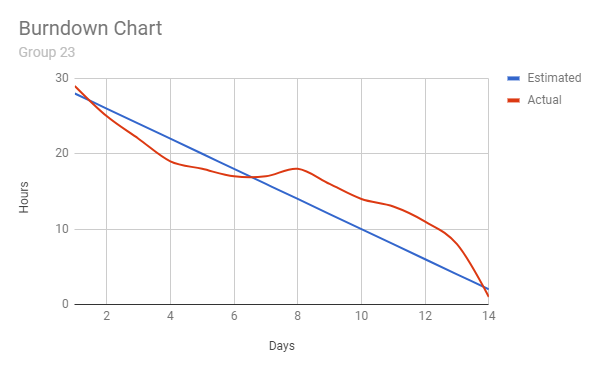 Burndown Chart
Group 23
Estimated
Actual
30
20
10
0
Hours
2 4 6 8 10 12 14
Days